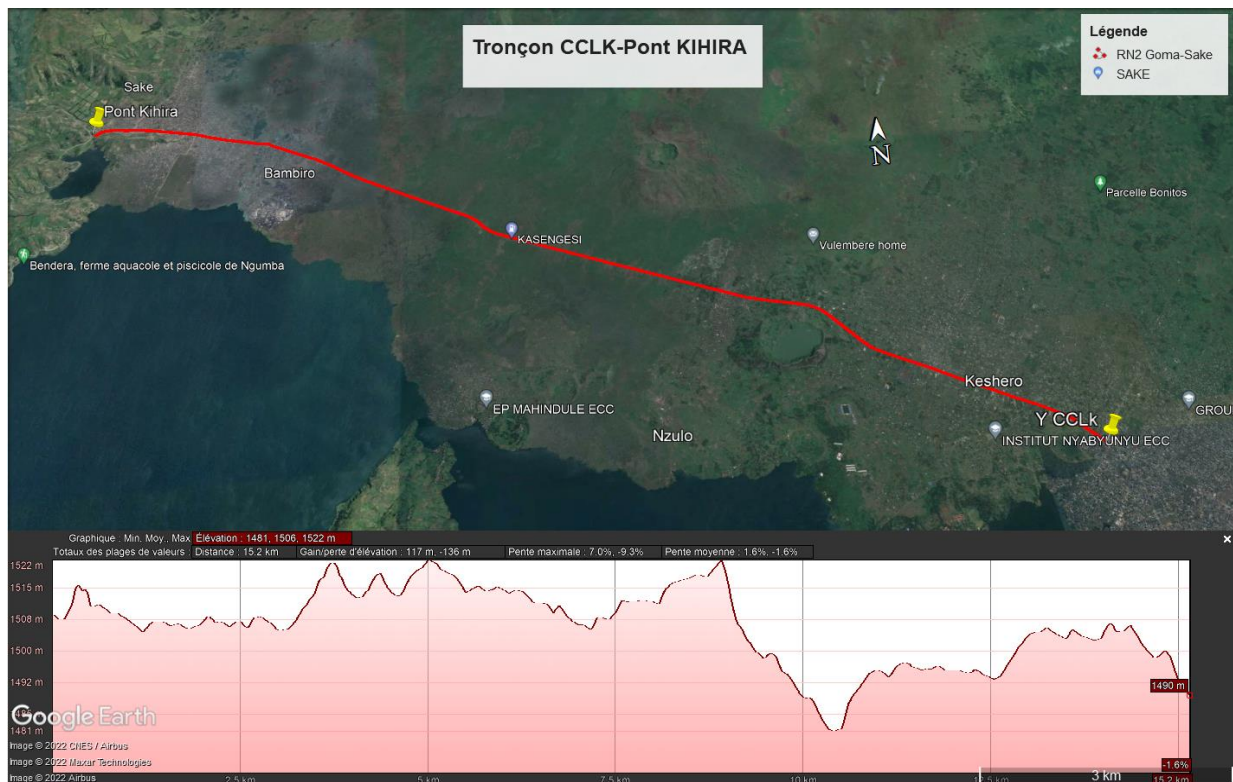 Tronçon CCLK-Pont KIHIRA
Légende
RN2 Goma-Sake
SAKE
N
Sake
Pont Kihira
Bambiro
KASENGESI
Vulembere home
Parcelle Bonitos
Bendera, ferme aquacole et piscicole de Ngumba
EP MAHINDULE ECC
Nzulo
Keshero
Y CCLk
INSTITUT NYABYUNYU ECC
GROU
Graphique : Min. Moy., Max. Élévation : 1481, 1506, 1522 m
Totaux des plages de valeurs : Distance : 15.2 km Gain/perte d'élévation : 117 m, -136 m Pente maximale : 7.0%, -9.3% Pente moyenne : 1.6%, -1.6%
1522 m
1515 m
1508 m
1500 m
1492 m
1481 m
1490 m
-1.6%
2.5 km 5 km 7.5 km 10 km 12.5 km 15.2 km
3 km
Google Earth
Image © 2022 CNES / Airbus
Image © 2022 Maxar Technologies
Image © 2022 Airbus